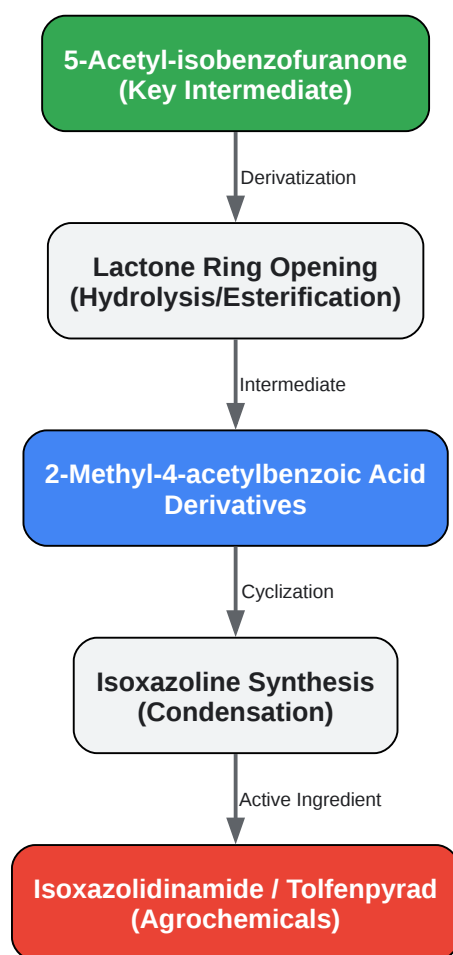 5-Acetyl-isobenzofuranone
(Key Intermediate)
Derivatization
Lactone Ring Opening
(Hydrolysis/Esterification)
Intermediate
2-Methyl-4-acetylbenzoic Acid
Derivatives
Cyclization
Isoxazoline Synthesis
(Condensation)
Active Ingredient
Isoxazolidinamide / Tolfenpyrad
(Agrochemicals)